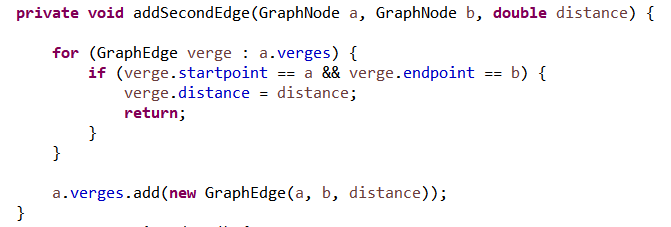 private void addSecondEdge(GraphNode a, GraphNode b, double distance) {
for (GraphEdge verge : a.verges) {
if (verge.startpoint == a && verge.endpoint == b) {
verge.distance = distance;
return;
}
}
a.verges.add(new GraphEdge(a, b, distance));
}